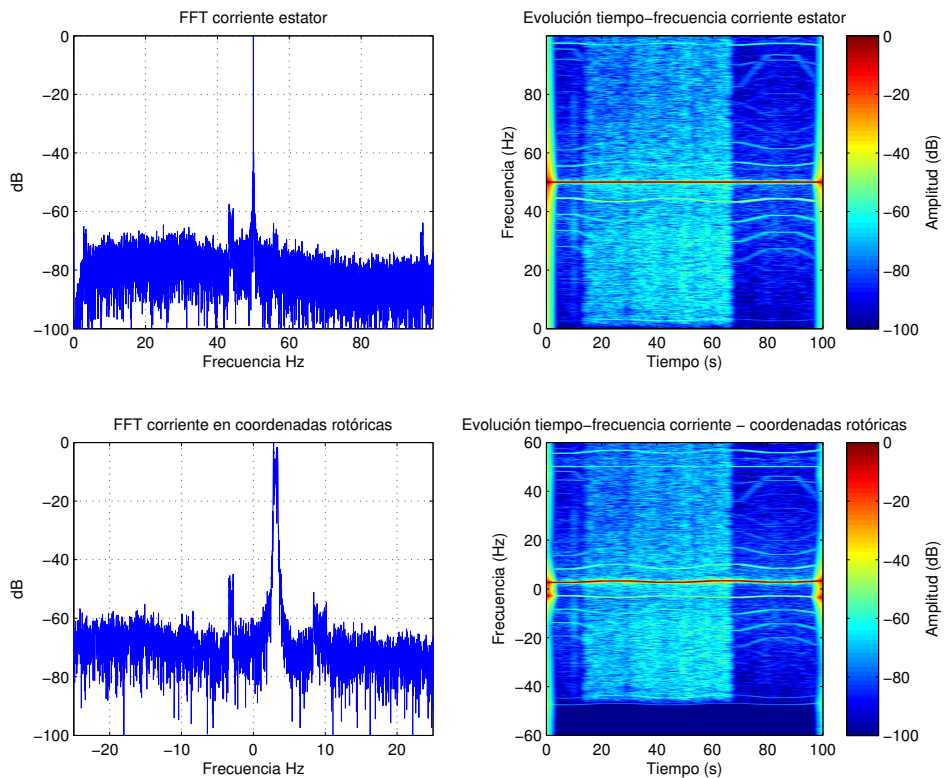 FFT corriente estator
0
−20
−40
−60
−80
−100
dB
0 20 40 60 80
Frecuencia Hz
Evolución tiempo−frecuencia corriente estator
80
60
40
20
0
Frecuencia (Hz)
0 20 40 60 80 100
Tiempo (s)
0
−20
−40
−60
−80
−100
Amplitud (dB)
FFT corriente en coordenadas rotóricas
0
−20
−40
−60
−80
−100
dB
−20 −10 0 10 20
Frecuencia Hz
Evolución tiempo−frecuencia corriente − coordenadas rotóricas
60
40
20
0
−20
−40
−60
Frecuencia (Hz)
0 20 40 60 80 100
Tiempo (s)
0
−20
−40
−60
−80
−100
Amplitud (dB)